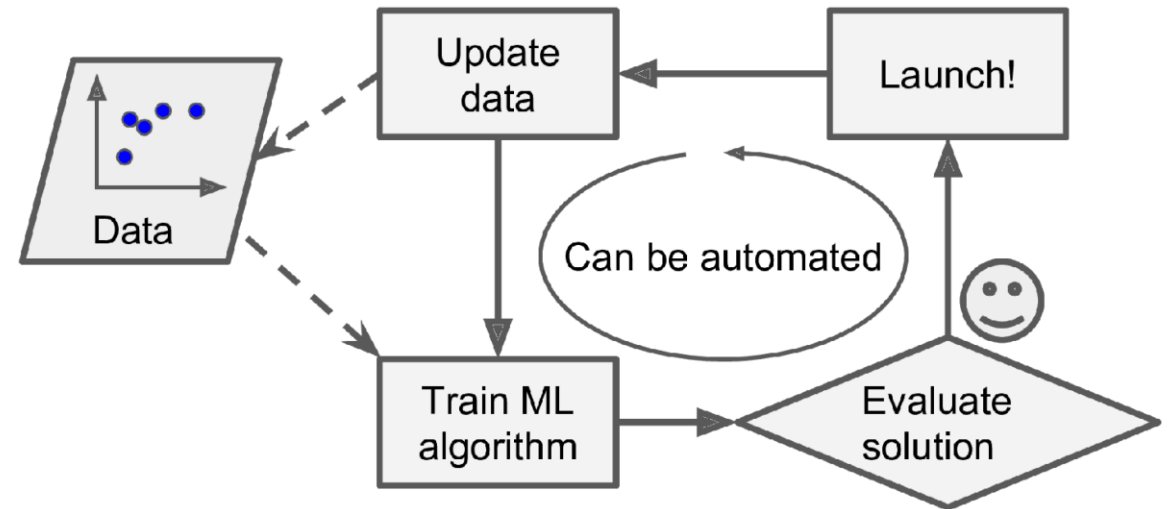 Update
data
Launch!
Data
Can be automated
Train ML
algorithm
Evaluate
solution